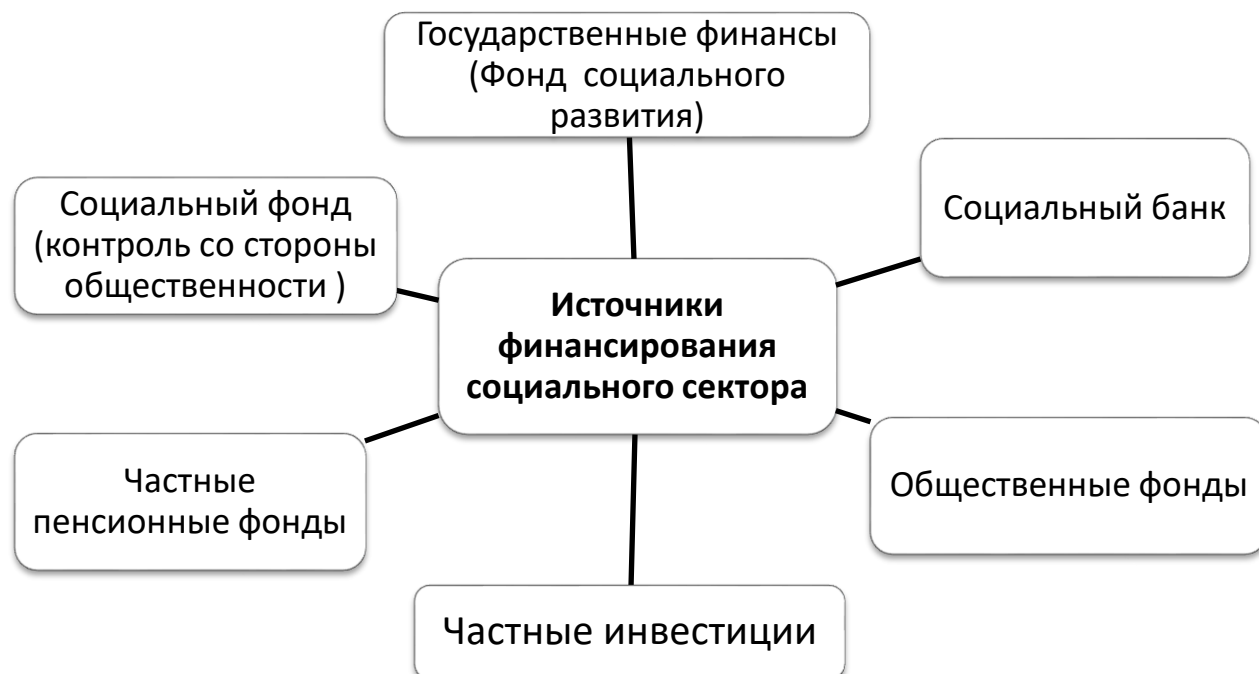 Государственные финансы
(Фонд социального
развития)
Социальный фонд
(контроль со стороны
общественности )
Социальный банк
Источники
финансирования
социального сектора
Частные
пенсионные фонды
Общественные фонды
Частные инвестиции